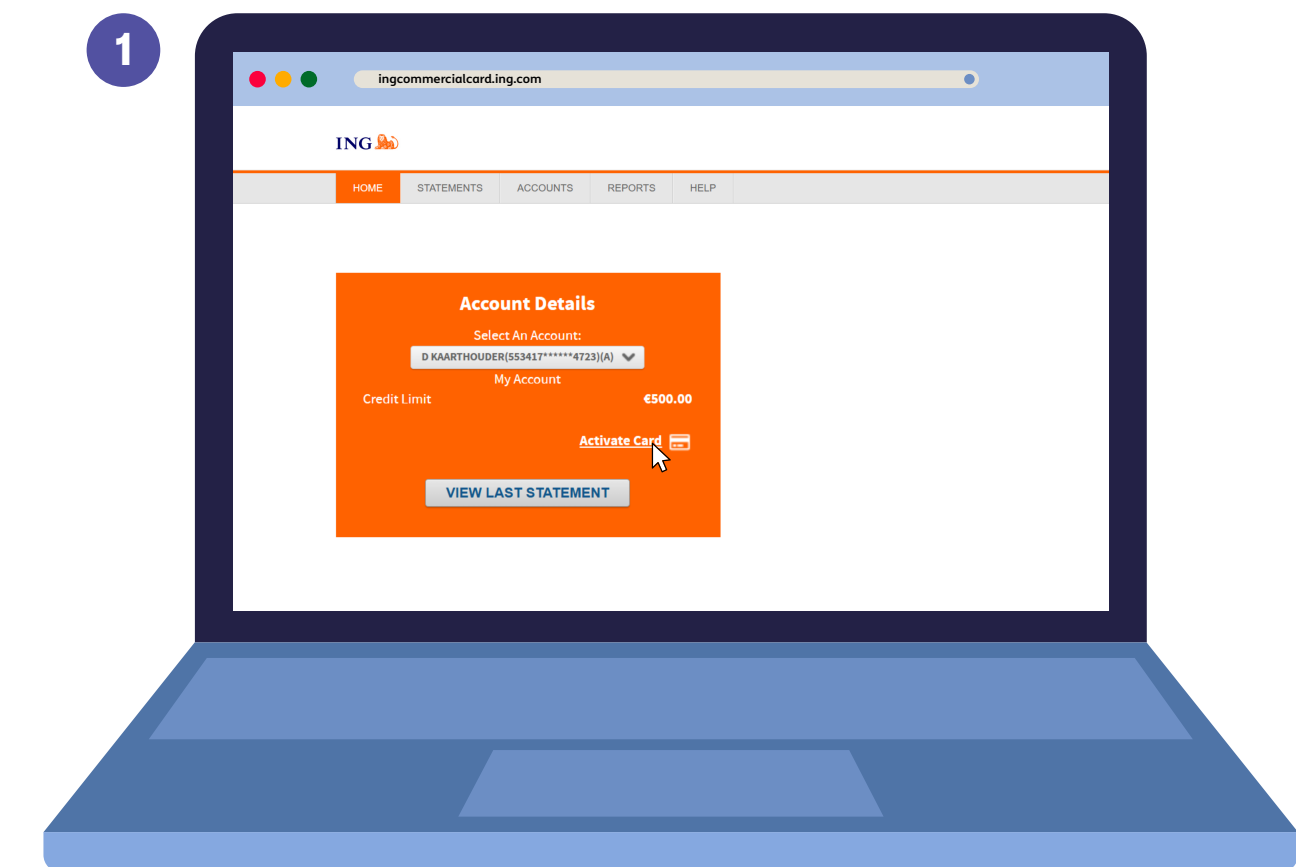 1
ingcommercialcard.ing.com
ING
HOME STATEMENTS ACCOUNTS REPORTS HELP
Account Details
Select An Account:
D KAARTHOUDER(553417******4723)(A)
My Account
Credit Limit €500.00
Activate Card
VIEW LAST STATEMENT